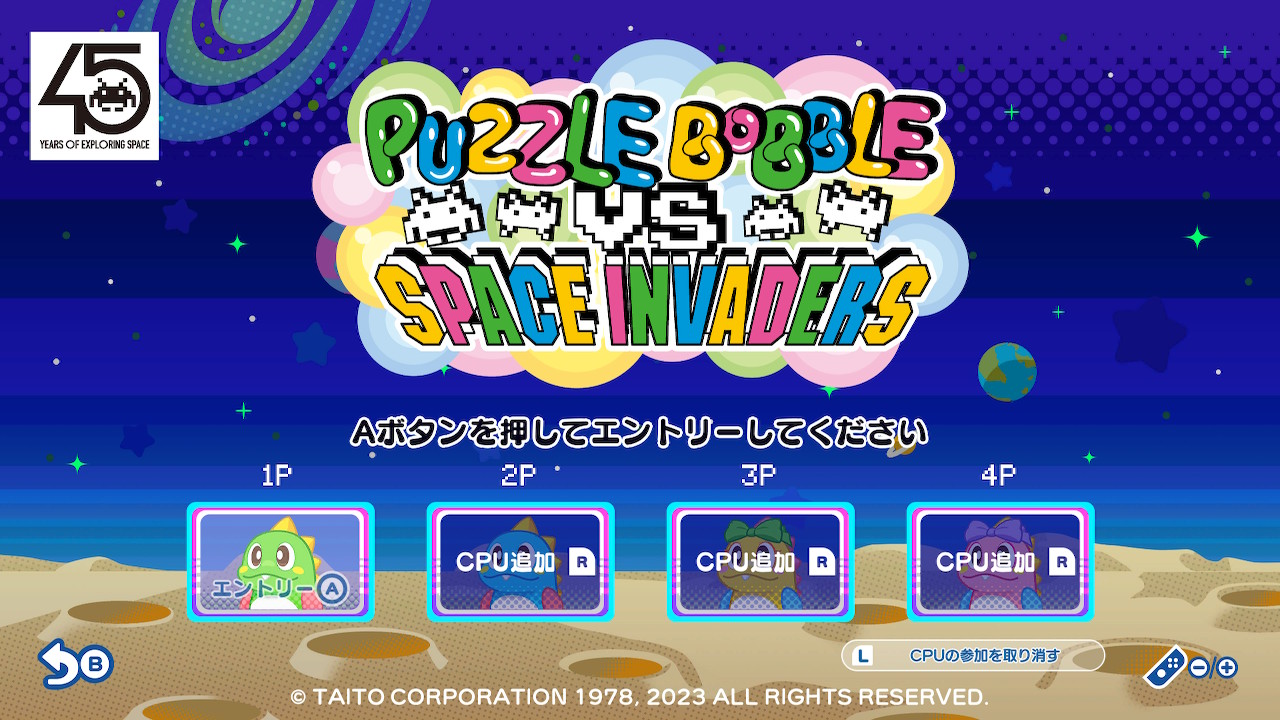 45
YEARS OF EXPLORING SPACE
PUZZLE BOBBLE
VS
SPACE INVADERS
Aボタンを押してエントリーしてください
1P 2P 3P 4P
エントリー A CPU追加 R CPU追加 R CPU追加 R
B L CPUの参加を取り消す -/+
© TAITO CORPORATION 1978, 2023 ALL RIGHTS RESERVED.